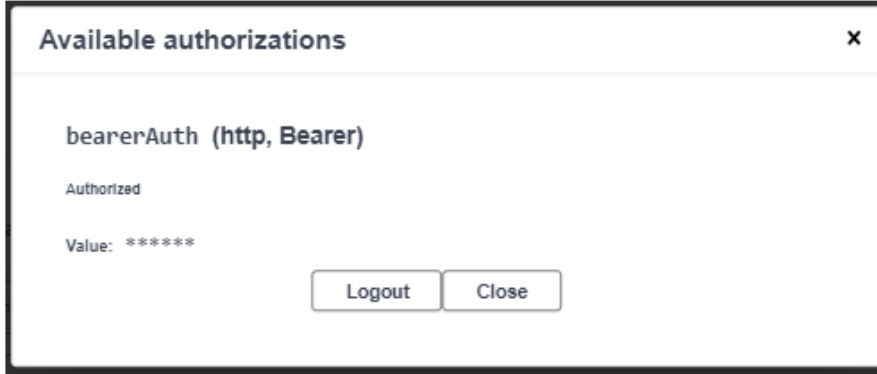 Available authorizations ×
bearerAuth (http, Bearer)
Authorized
Value: ******
Logout Close